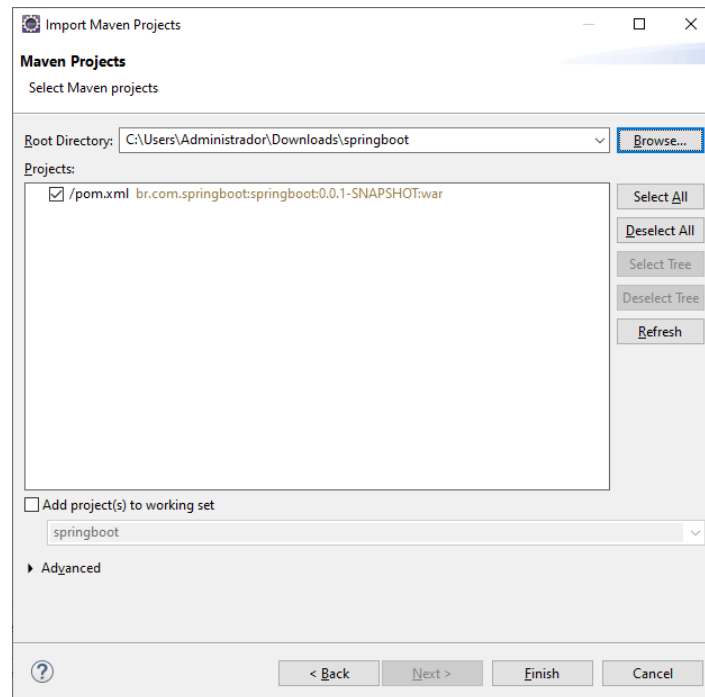 Import Maven Projects
Maven Projects
Select Maven projects
Root Directory: C:\Users\Administrador\Downloads\springboot Browse...
Projects:
/pom.xml br.com.springboot:springboot:0.0.1-SNAPSHOT:war
Select All
Deselect All
Select Tree
Deselect Tree
Refresh
Add project(s) to working set
springboot
Advanced
< Back Next > Finish Cancel